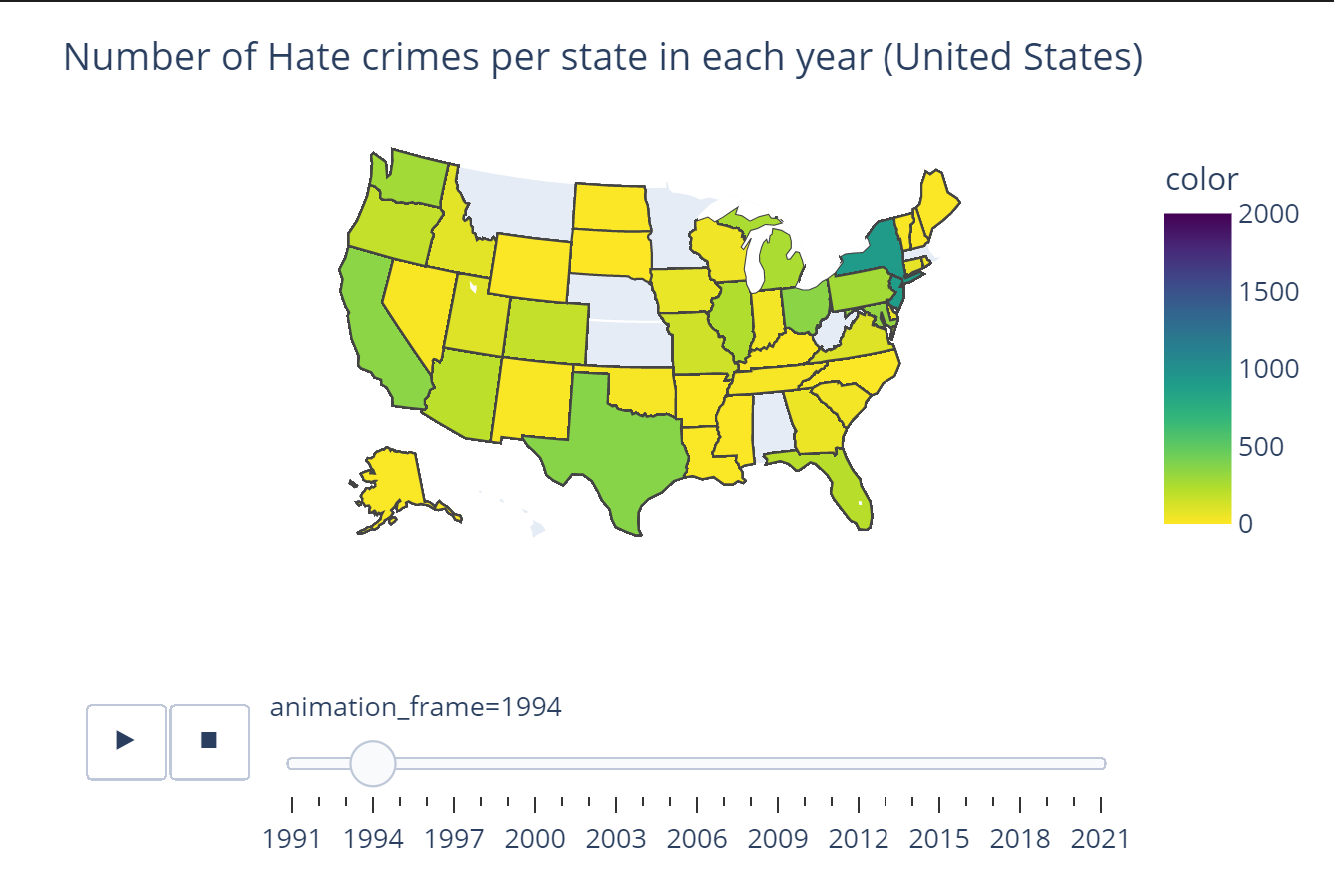 Number of Hate crimes per state in each year (United States)
color
2000
1500
1000
500
0
animation_frame=1994
1991 1994 1997 2000 2003 2006 2009 2012 2015 2018 2021